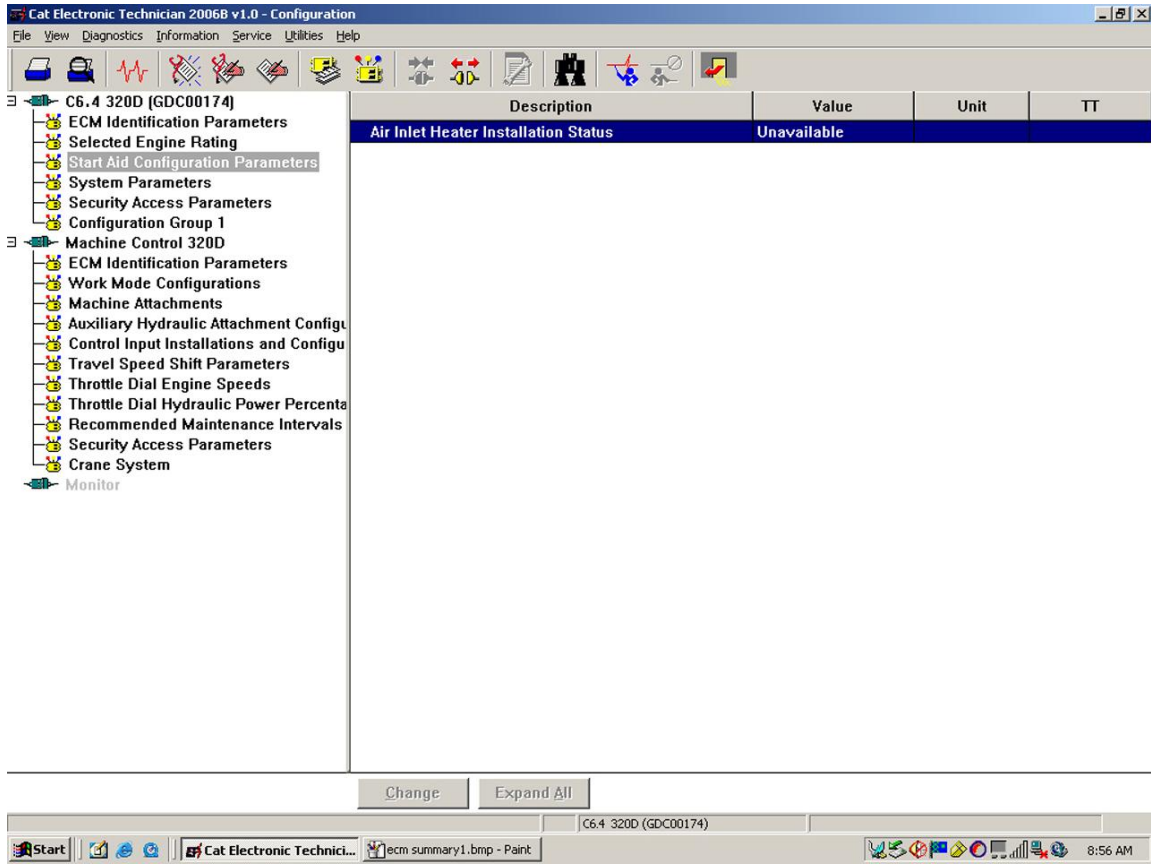 Cat Electronic Technician 2006B v1.0 - Configuration
File View Diagnostics Information Service Utilities Help
C6.4 320D (GDC00174)
ECM Identification Parameters
Selected Engine Rating
Start Aid Configuration Parameters
System Parameters
Security Access Parameters
Configuration Group 1
Machine Control 320D
ECM Identification Parameters
Work Mode Configurations
Machine Attachments
Auxiliary Hydraulic Attachment Configu
Control Input Installations and Configu
Travel Speed Shift Parameters
Throttle Dial Engine Speeds
Throttle Dial Hydraulic Power Percenta
Recommended Maintenance Intervals
Security Access Parameters
Crane System
Monitor
Description Value Unit TT
Air Inlet Heater Installation Status Unavailable
Change Expand All
C6.4 320D (GDC00174)
Start Cat Electronic Technici... ecm summary1.bmp - Paint 8:56 AM